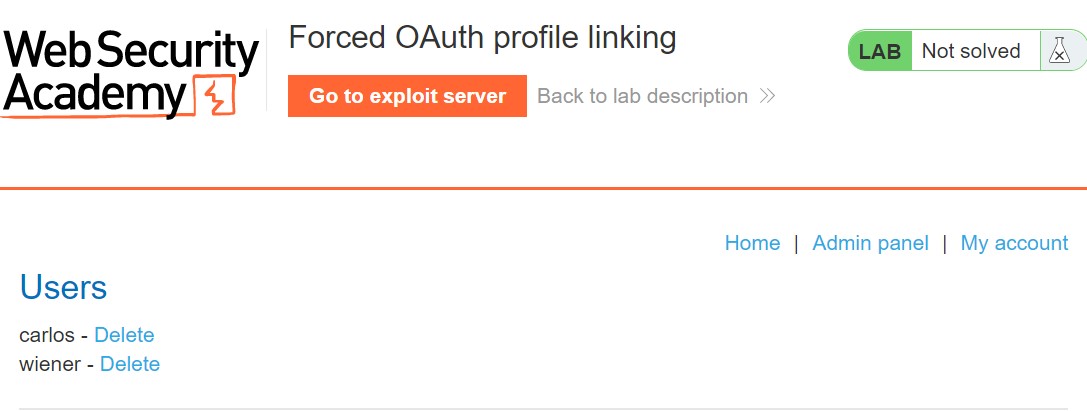 Web Security
Academy
Forced OAuth profile linking
Go to exploit server
Back to lab description
LAB Not solved
Home | Admin panel | My account
Users
carlos - Delete
wiener - Delete